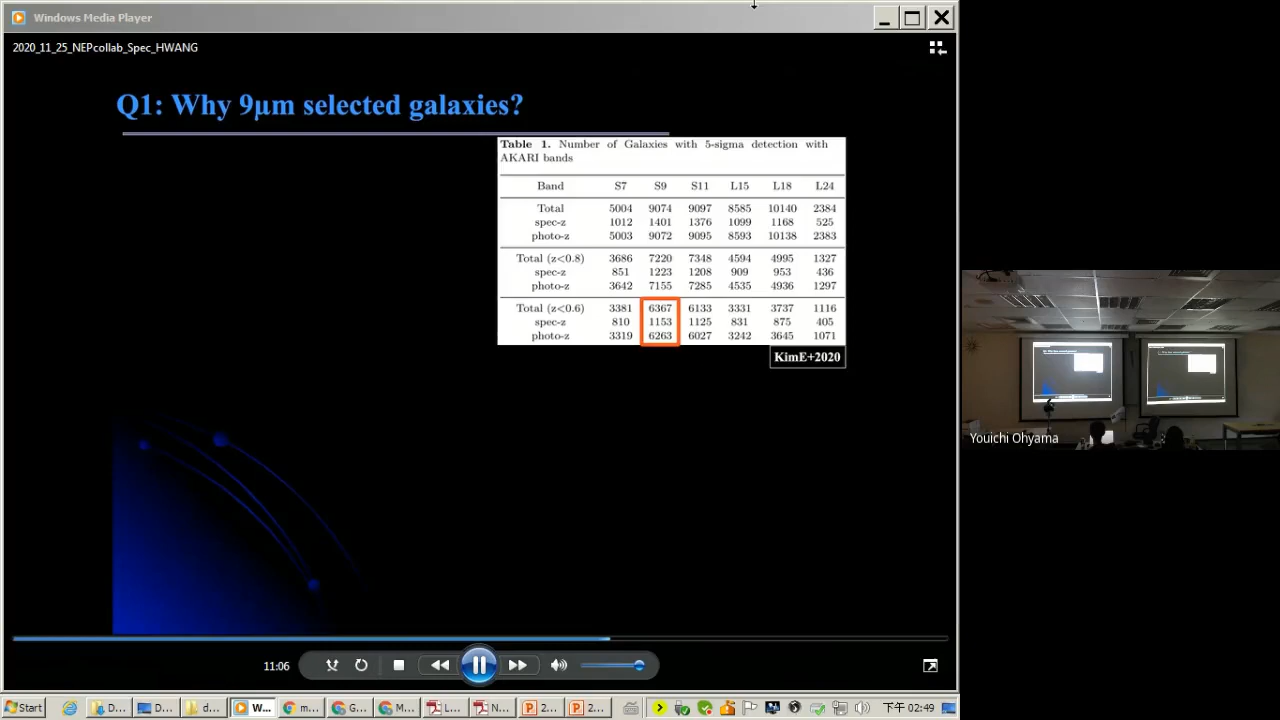 Windows Media Player
2020_11_25_NEPcollab_Spec_HWANG
Q1: Why 9μm selected galaxies?
Table 1. Number of Galaxies with 5-sigma detection with
AKARI bands
Band S7 S9 S11 L15 L18 L24
Total 5004 9074 9097 8585 10140 2384
spec-z 1012 1401 1376 1099 1168 525
photo-z 5003 9072 9095 8593 10138 2383
Total (z<0.8) 3686 7220 7348 4594 4995 1327
spec-z 851 1223 1208 909 953 436
photo-z 3642 7155 7285 4535 4936 1297
Total (z<0.6) 3381 6367 6133 3331 3737 1116
spec-z 810 1153 1125 831 875 405
photo-z 3319 6263 6027 3242 3645 1071
KimE+2020
Youichi Ohyama
11:06
Start D... D... d... W... m... G... M... L... N... 2... 2... 下午 02:49